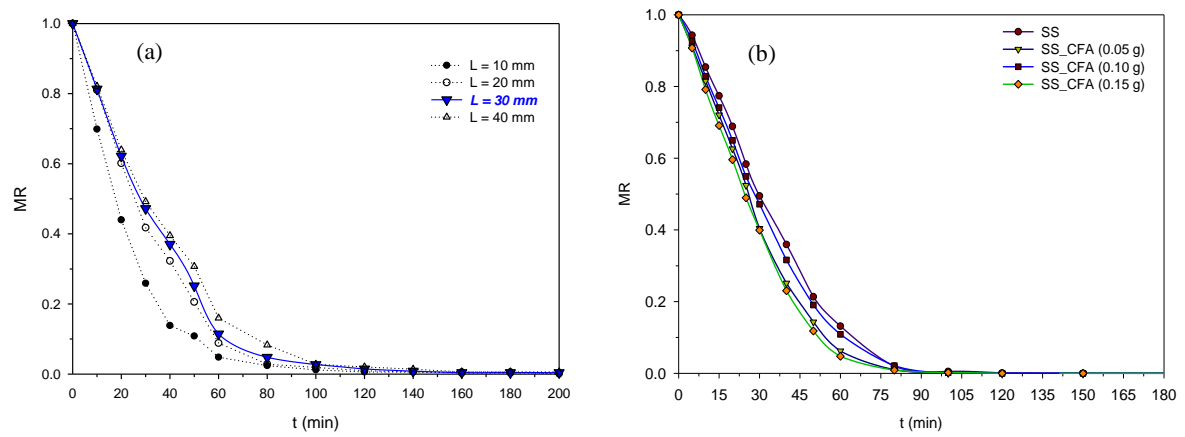 (a)
L = 10 mm
L = 20 mm
L = 30 mm
L = 40 mm
MR
1.0
0.8
0.6
0.4
0.2
0.0
0 20 40 60 80 100 120 140 160 180 200
t (min)
(b)
SS
SS_CFA (0.05 g)
SS_CFA (0.10 g)
SS_CFA (0.15 g)
MR
1.0
0.8
0.6
0.4
0.2
0.0
0 15 30 45 60 75 90 105 120 135 150 165 180
t (min)